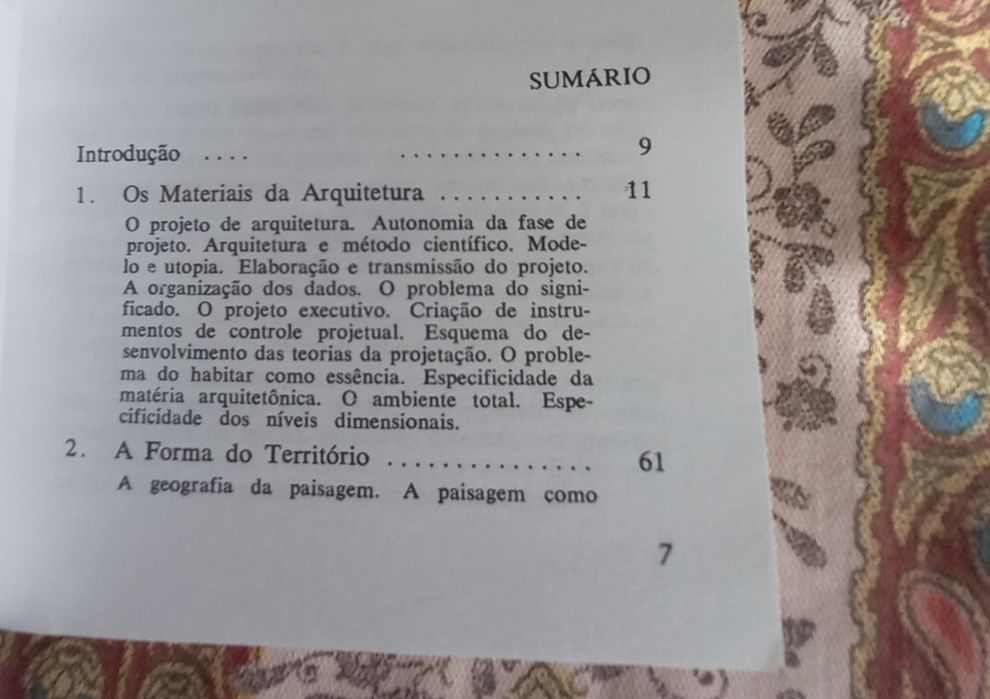 SUMÁRIO
Introdução .... .............. 9
1. Os Materiais da Arquitetura ........... 11
O projeto de arquitetura. Autonomia da fase de
projeto. Arquitetura e método científico. Mode-
lo e utopia. Elaboração e transmissão do projeto.
A organização dos dados. O problema do signi-
ficado. O projeto executivo. Criação de instru-
mentos de controle projetual. Esquema do de-
senvolvimento das teorias da projetação. O proble-
ma do habitar como essência. Especificidade da
matéria arquitetônica. O ambiente total. Espe-
cificidade dos níveis dimensionais.
2. A Forma do Território ............... 61
A geografia da paisagem. A paisagem como
7